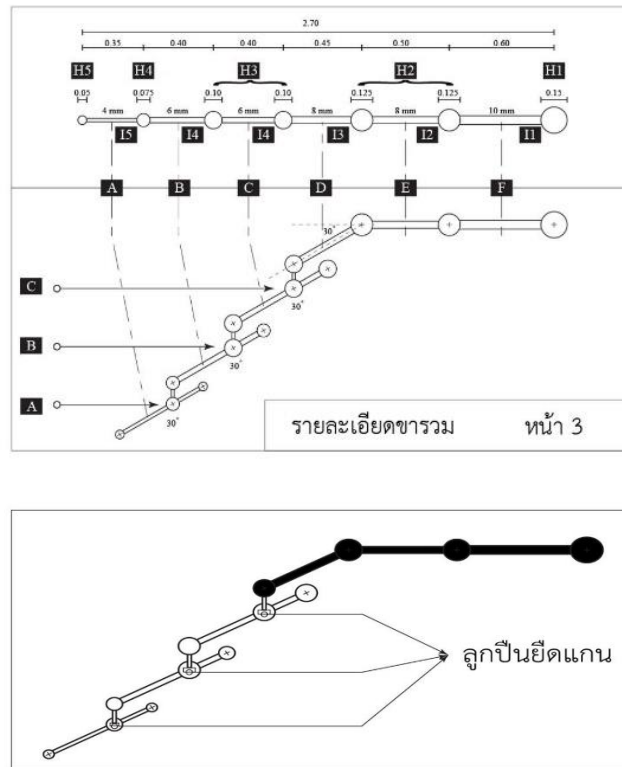 2.70
0.35 0.40 0.40 0.45 0.50 0.60
H5 H4 H3 H2 H1
0.05 0.075 0.10 0.10 0.125 0.125 0.15
4 mm 6 mm 6 mm 8 mm 8 mm 10 mm
I5 I4 I4 I3 I2 I1
A B C D E F
30°
C
30°
B
30°
A
30°
รายละเอียดขารวม หน้า 3
ลูกปืนยึดแกน